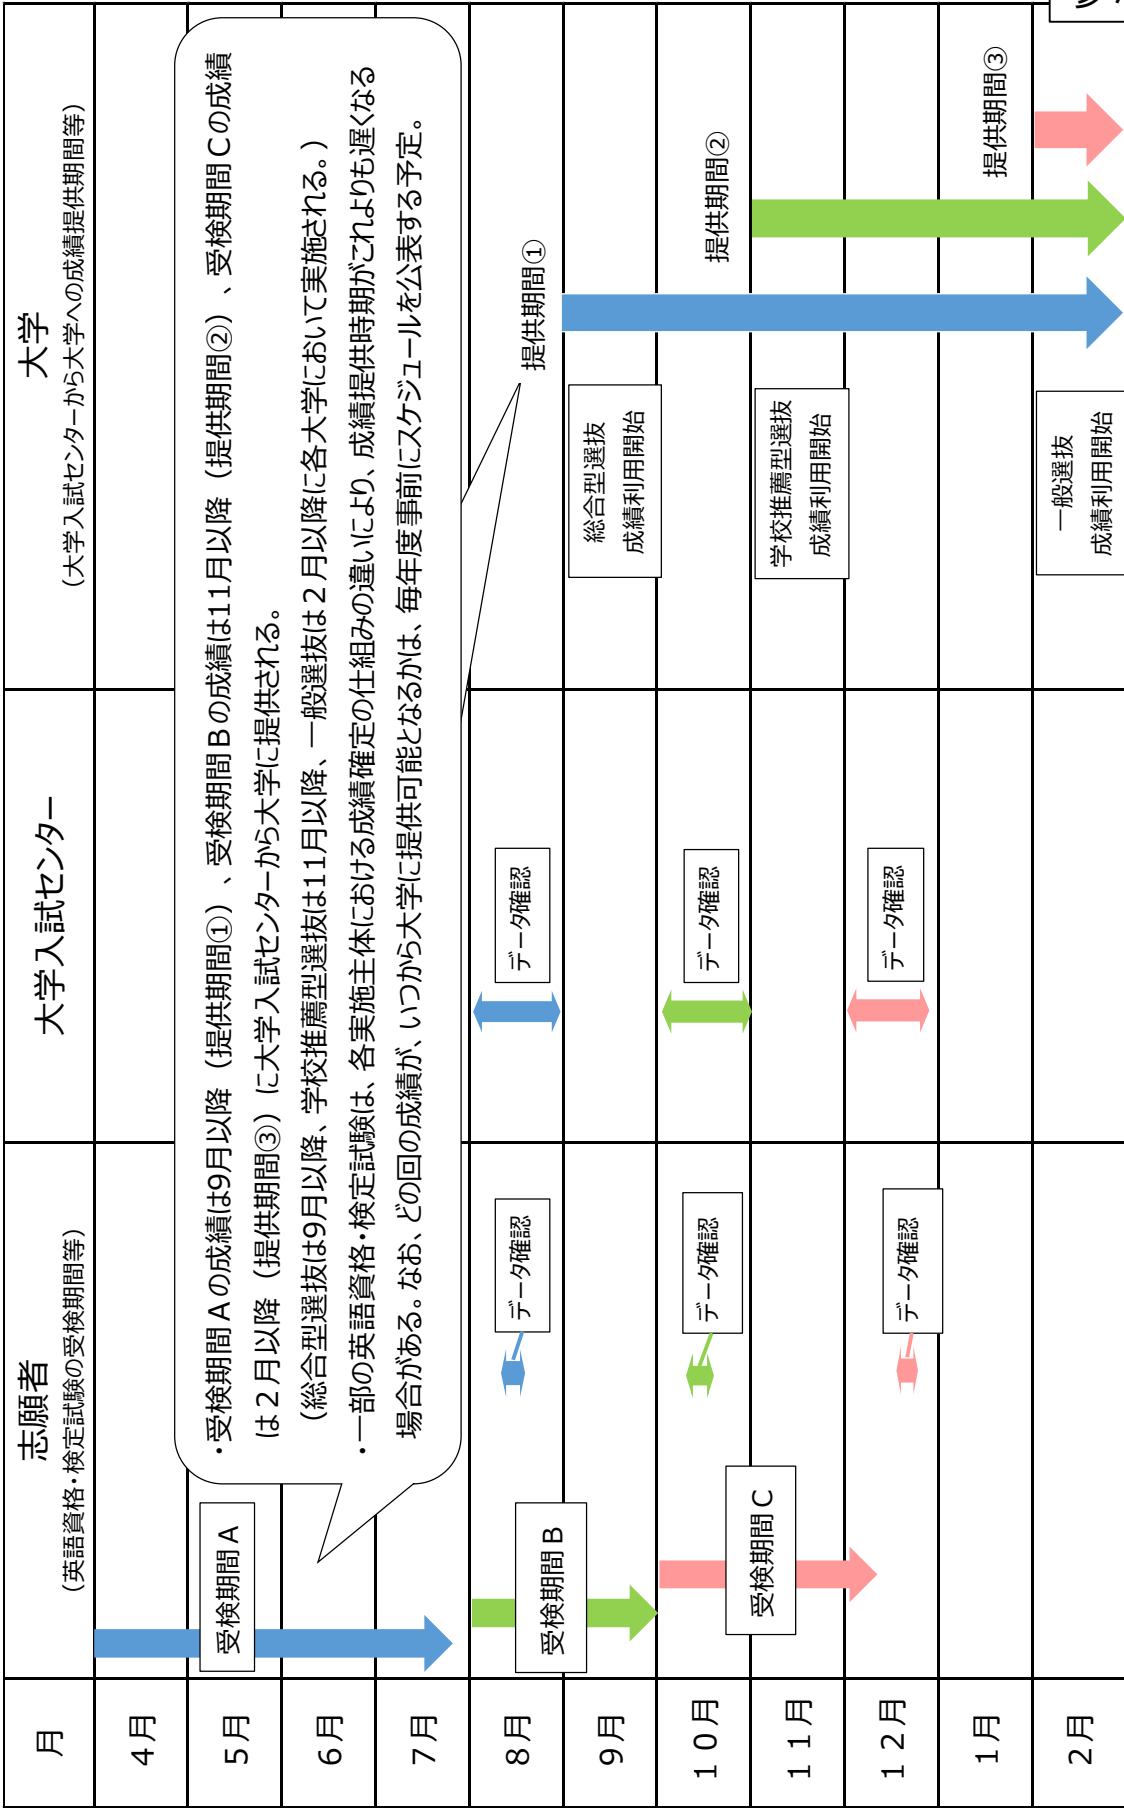 月
志願者
(英語資格・検定試験の受検期間等)
大学入試センター
大学
(大学入試センターから大学への成績提供期間等)
4月
5月
6月
7月
8月
9月
10月
11月
12月
1月
2月
受検期間A
受検期間B
受検期間C
・受検期間Aの成績は9月以降(提供期間①)、受検期間Bの成績は11月以降(提供期間②)、受検期間Cの成績
は2月以降(提供期間③)に大学入試センターから大学に提供される。
(総合型選抜は9月以降、学校推薦型選抜は11月以降、一般選抜は2月以降に各大学において実施される。)
・一部の英語資格・検定試験は、各実施主体における成績確定の仕組みの違いにより、成績提供時期がこれよりも遅くなる
場合がある。なお、どの回の成績が、いつから大学に提供可能となるかは、毎年度事前にスケジュールを公表する予定。
データ確認
データ確認
データ確認
データ確認
データ確認
データ確認
提供期間①
提供期間②
提供期間③
総合型選抜
成績利用開始
学校推薦型選抜
成績利用開始
一般選抜
成績利用開始